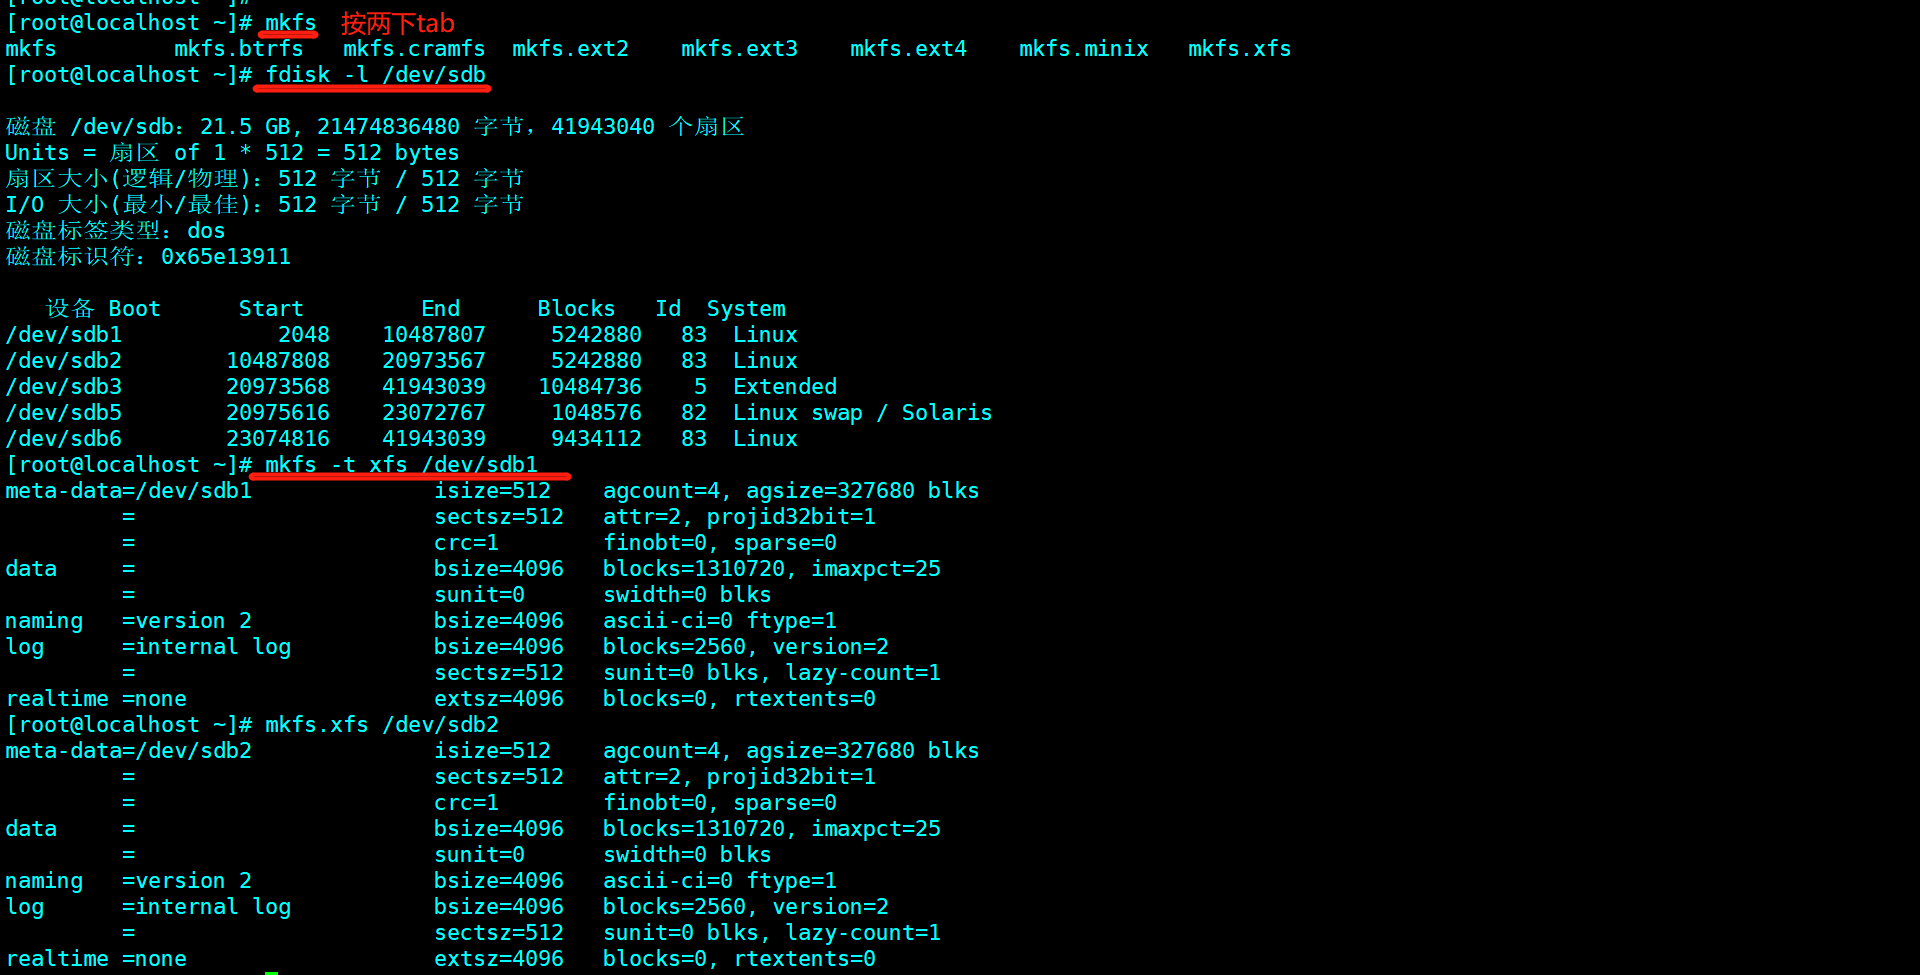 [root@localhost ~]#
[root@localhost ~]# mkfs 按两下tab
mkfs         mkfs.btrfs   mkfs.cramfs  mkfs.ext2    mkfs.ext3    mkfs.ext4    mkfs.minix   mkfs.xfs
[root@localhost ~]# fdisk -l /dev/sdb
磁盘 /dev/sdb：21.5 GB, 21474836480 字节，41943040 个扇区
Units = 扇区 of 1 * 512 = 512 bytes
扇区大小(逻辑/物理)：512 字节 / 512 字节
I/O 大小(最小/最佳)：512 字节 / 512 字节
磁盘标签类型：dos
磁盘标识符：0x65e13911
   设备 Boot      Start         End      Blocks   Id  System
/dev/sdb1            2048    10487807     5242880   83  Linux
/dev/sdb2        10487808    20973567     5242880   83  Linux
/dev/sdb3        20973568    41943039    10484736    5  Extended
/dev/sdb5        20975616    23072767     1048576   82  Linux swap / Solaris
/dev/sdb6        23074816    41943039     9434112   83  Linux
[root@localhost ~]# mkfs -t xfs /dev/sdb1
meta-data=/dev/sdb1              isize=512    agcount=4, agsize=327680 blks
         =                       sectsz=512   attr=2, projid32bit=1
         =                       crc=1        finobt=0, sparse=0
data     =                       bsize=4096   blocks=1310720, imaxpct=25
         =                       sunit=0      swidth=0 blks
naming   =version 2              bsize=4096   ascii-ci=0 ftype=1
log      =internal log           bsize=4096   blocks=2560, version=2
         =                       sectsz=512   sunit=0 blks, lazy-count=1
realtime =none                   extsz=4096   blocks=0, rtextents=0
[root@localhost ~]# mkfs.xfs /dev/sdb2
meta-data=/dev/sdb2              isize=512    agcount=4, agsize=327680 blks
         =                       sectsz=512   attr=2, projid32bit=1
         =                       crc=1        finobt=0, sparse=0
data     =                       bsize=4096   blocks=1310720, imaxpct=25
         =                       sunit=0      swidth=0 blks
naming   =version 2              bsize=4096   ascii-ci=0 ftype=1
log      =internal log           bsize=4096   blocks=2560, version=2
         =                       sectsz=512   sunit=0 blks, lazy-count=1
realtime =none                   extsz=4096   blocks=0, rtextents=0